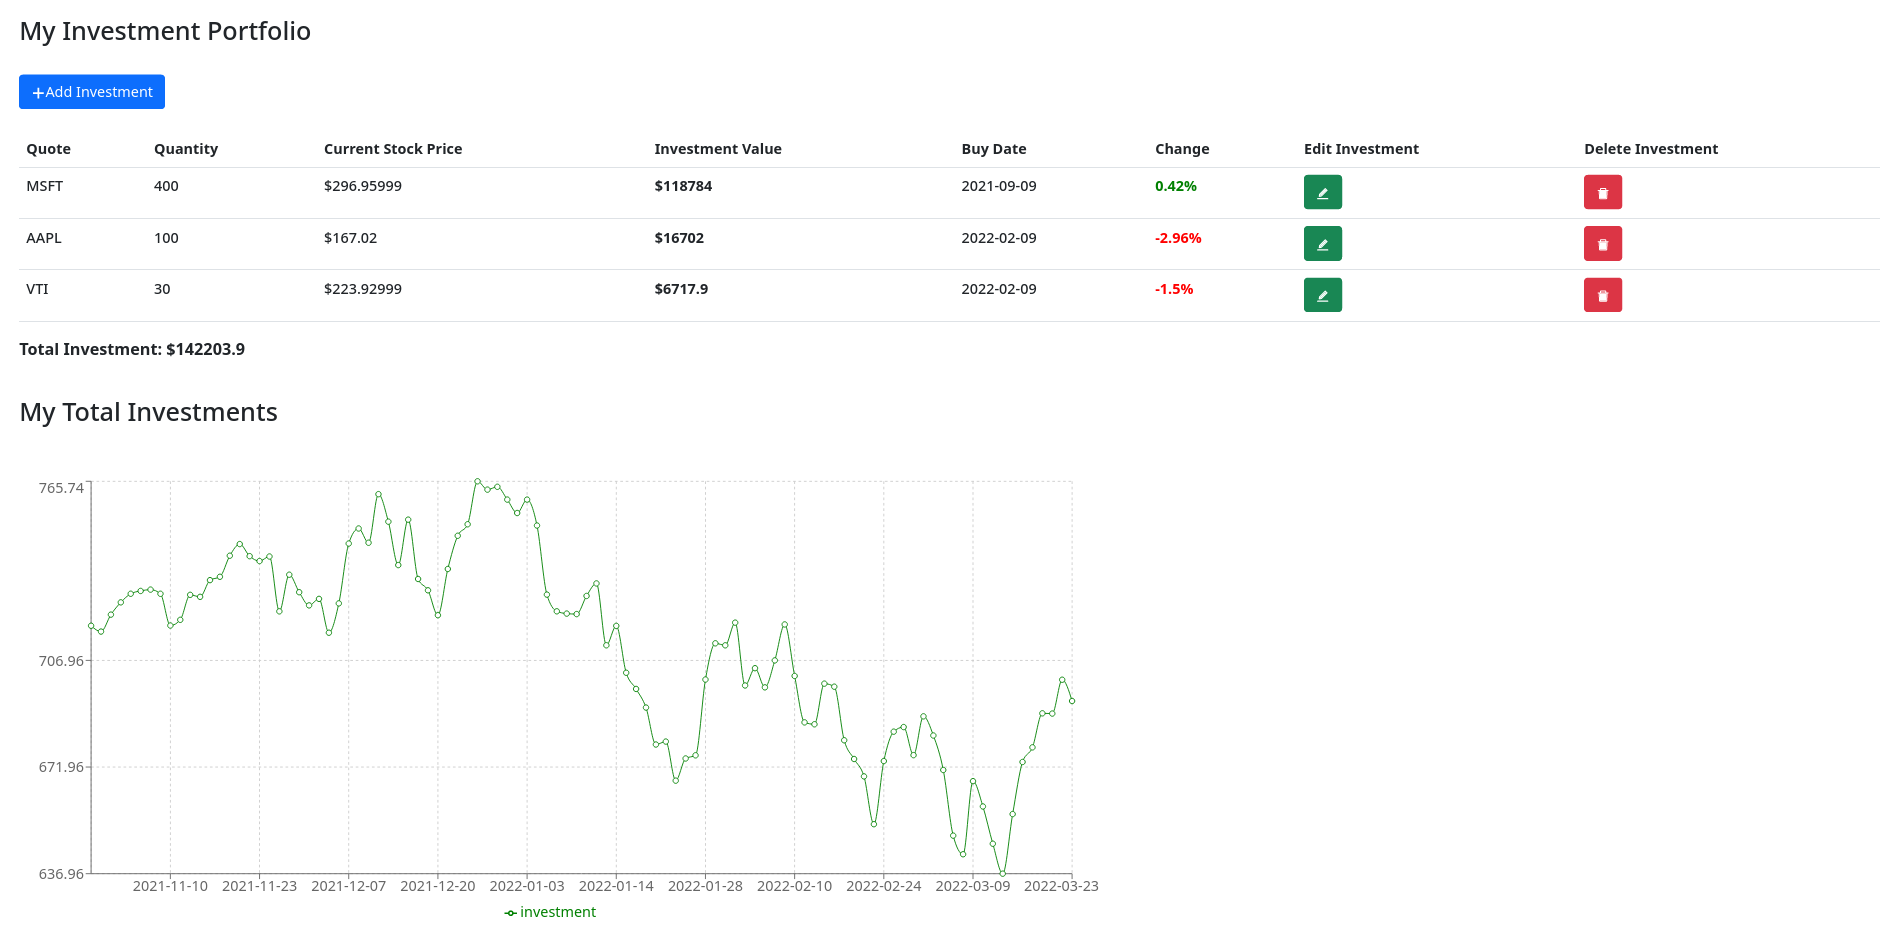 My Investment Portfolio
+Add Investment
Quote Quantity Current Stock Price Investment Value Buy Date Change Edit Investment Delete Investment
MSFT 400 $296.95999 $118784 2021-09-09 0.42%
AAPL 100 $167.02 $16702 2022-02-09 -2.96%
VTI 30 $223.92999 $6717.9 2022-02-09 -1.5%
Total Investment: $142203.9
My Total Investments
765.74
706.96
671.96
636.96
2021-11-10 2021-11-23 2021-12-07 2021-12-20 2022-01-03 2022-01-14 2022-01-28 2022-02-10 2022-02-24 2022-03-09 2022-03-23
investment